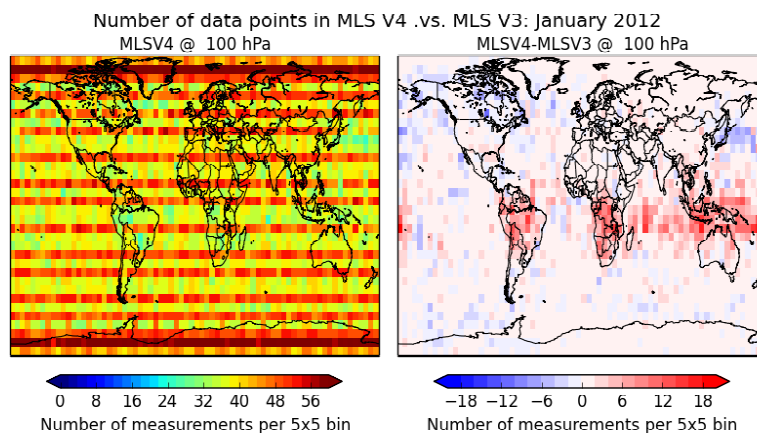 Number of data points in MLS V4 .vs. MLS V3: January 2012
MLSV4 @ 100 hPa
MLSV4-MLSV3 @ 100 hPa
0 8 16 24 32 40 48 56
−18 −12 −6 0 6 12 18
Number of measurements per 5x5 bin
Number of measurements per 5x5 bin